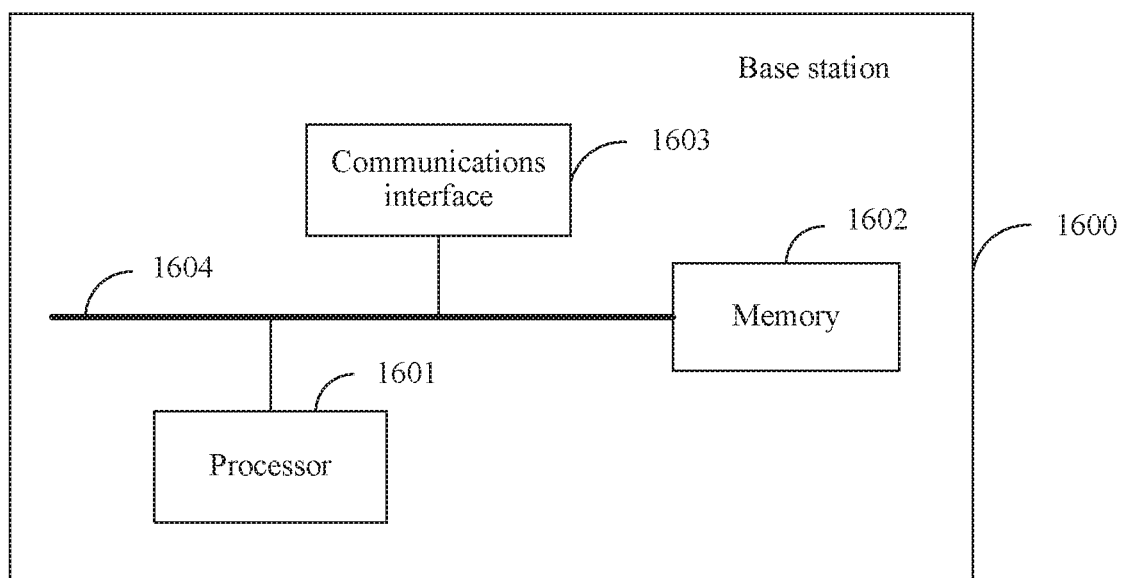 Base station
Communications
interface
1603
1602
1600
1604
Memory
1601
Processor